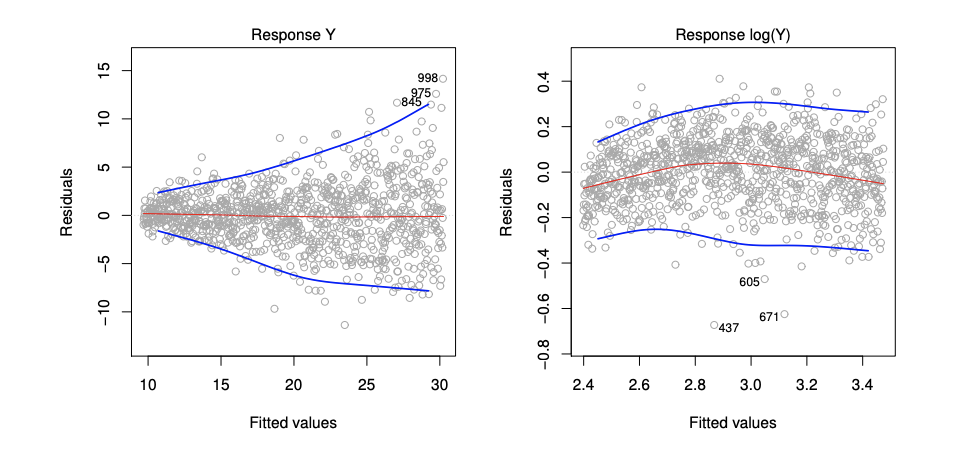 Response Y
Residuals
15
10
5
0
−5
−10
998
975
845
10 15 20 25 30
Fitted values
Response log(Y)
Residuals
0.4
0.2
0.0
−0.2
−0.4
−0.6
−0.8
605
671
437
2.4 2.6 2.8 3.0 3.2 3.4
Fitted values